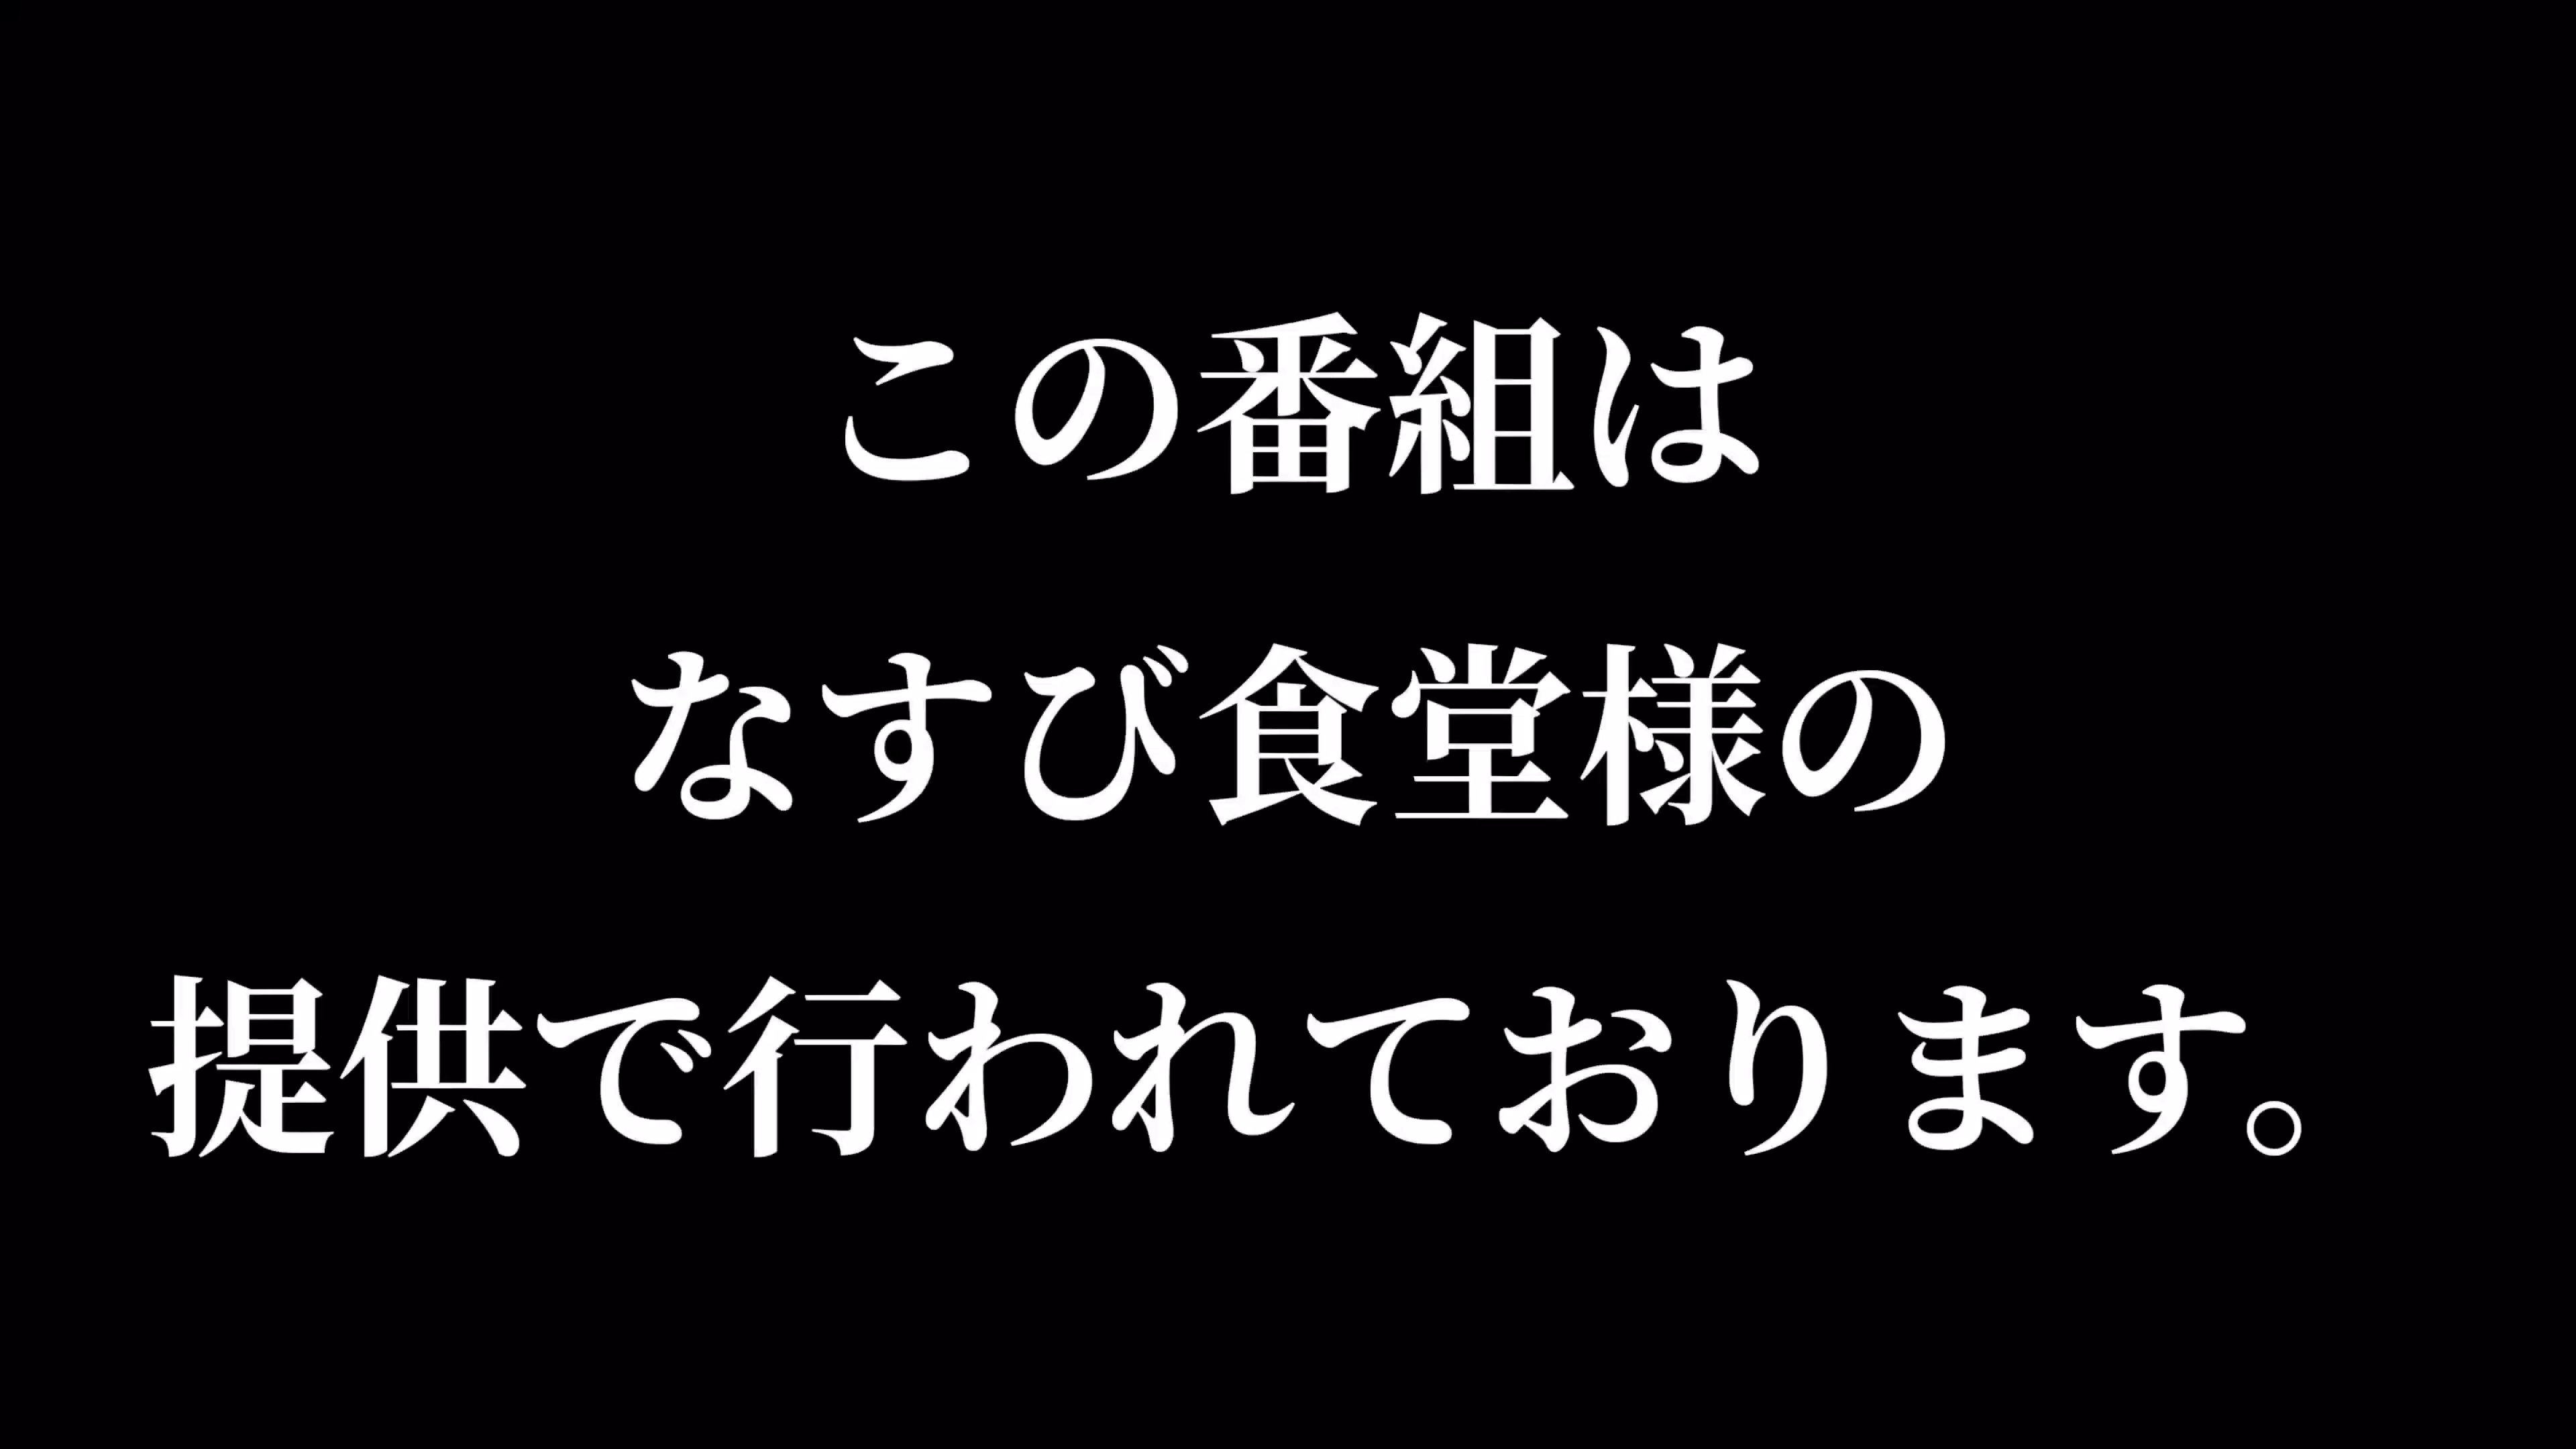 この番組は
なすび食堂様の
提供で行われております。